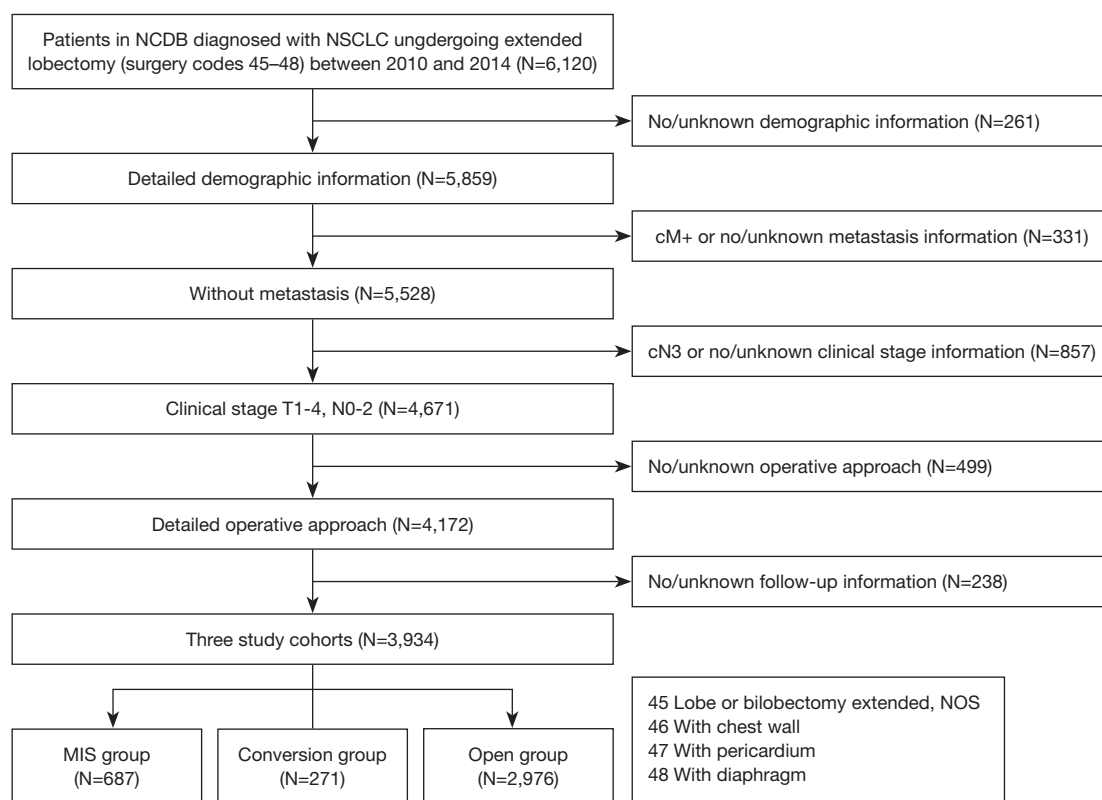 Patients in NCDB diagnosed with NSCLC ungdergoing extended
lobectomy (surgery codes 45–48) between 2010 and 2014 (N=6,120)
No/unknown demographic information (N=261)
Detailed demographic information (N=5,859)
cM+ or no/unknown metastasis information (N=331)
Without metastasis (N=5,528)
cN3 or no/unknown clinical stage information (N=857)
Clinical stage T1-4, N0-2 (N=4,671)
No/unknown operative approach (N=499)
Detailed operative approach (N=4,172)
No/unknown follow-up information (N=238)
Three study cohorts (N=3,934)
MIS group
(N=687)
Conversion group
(N=271)
Open group
(N=2,976)
45 Lobe or bilobectomy extended, NOS
46 With chest wall
47 With pericardium
48 With diaphragm